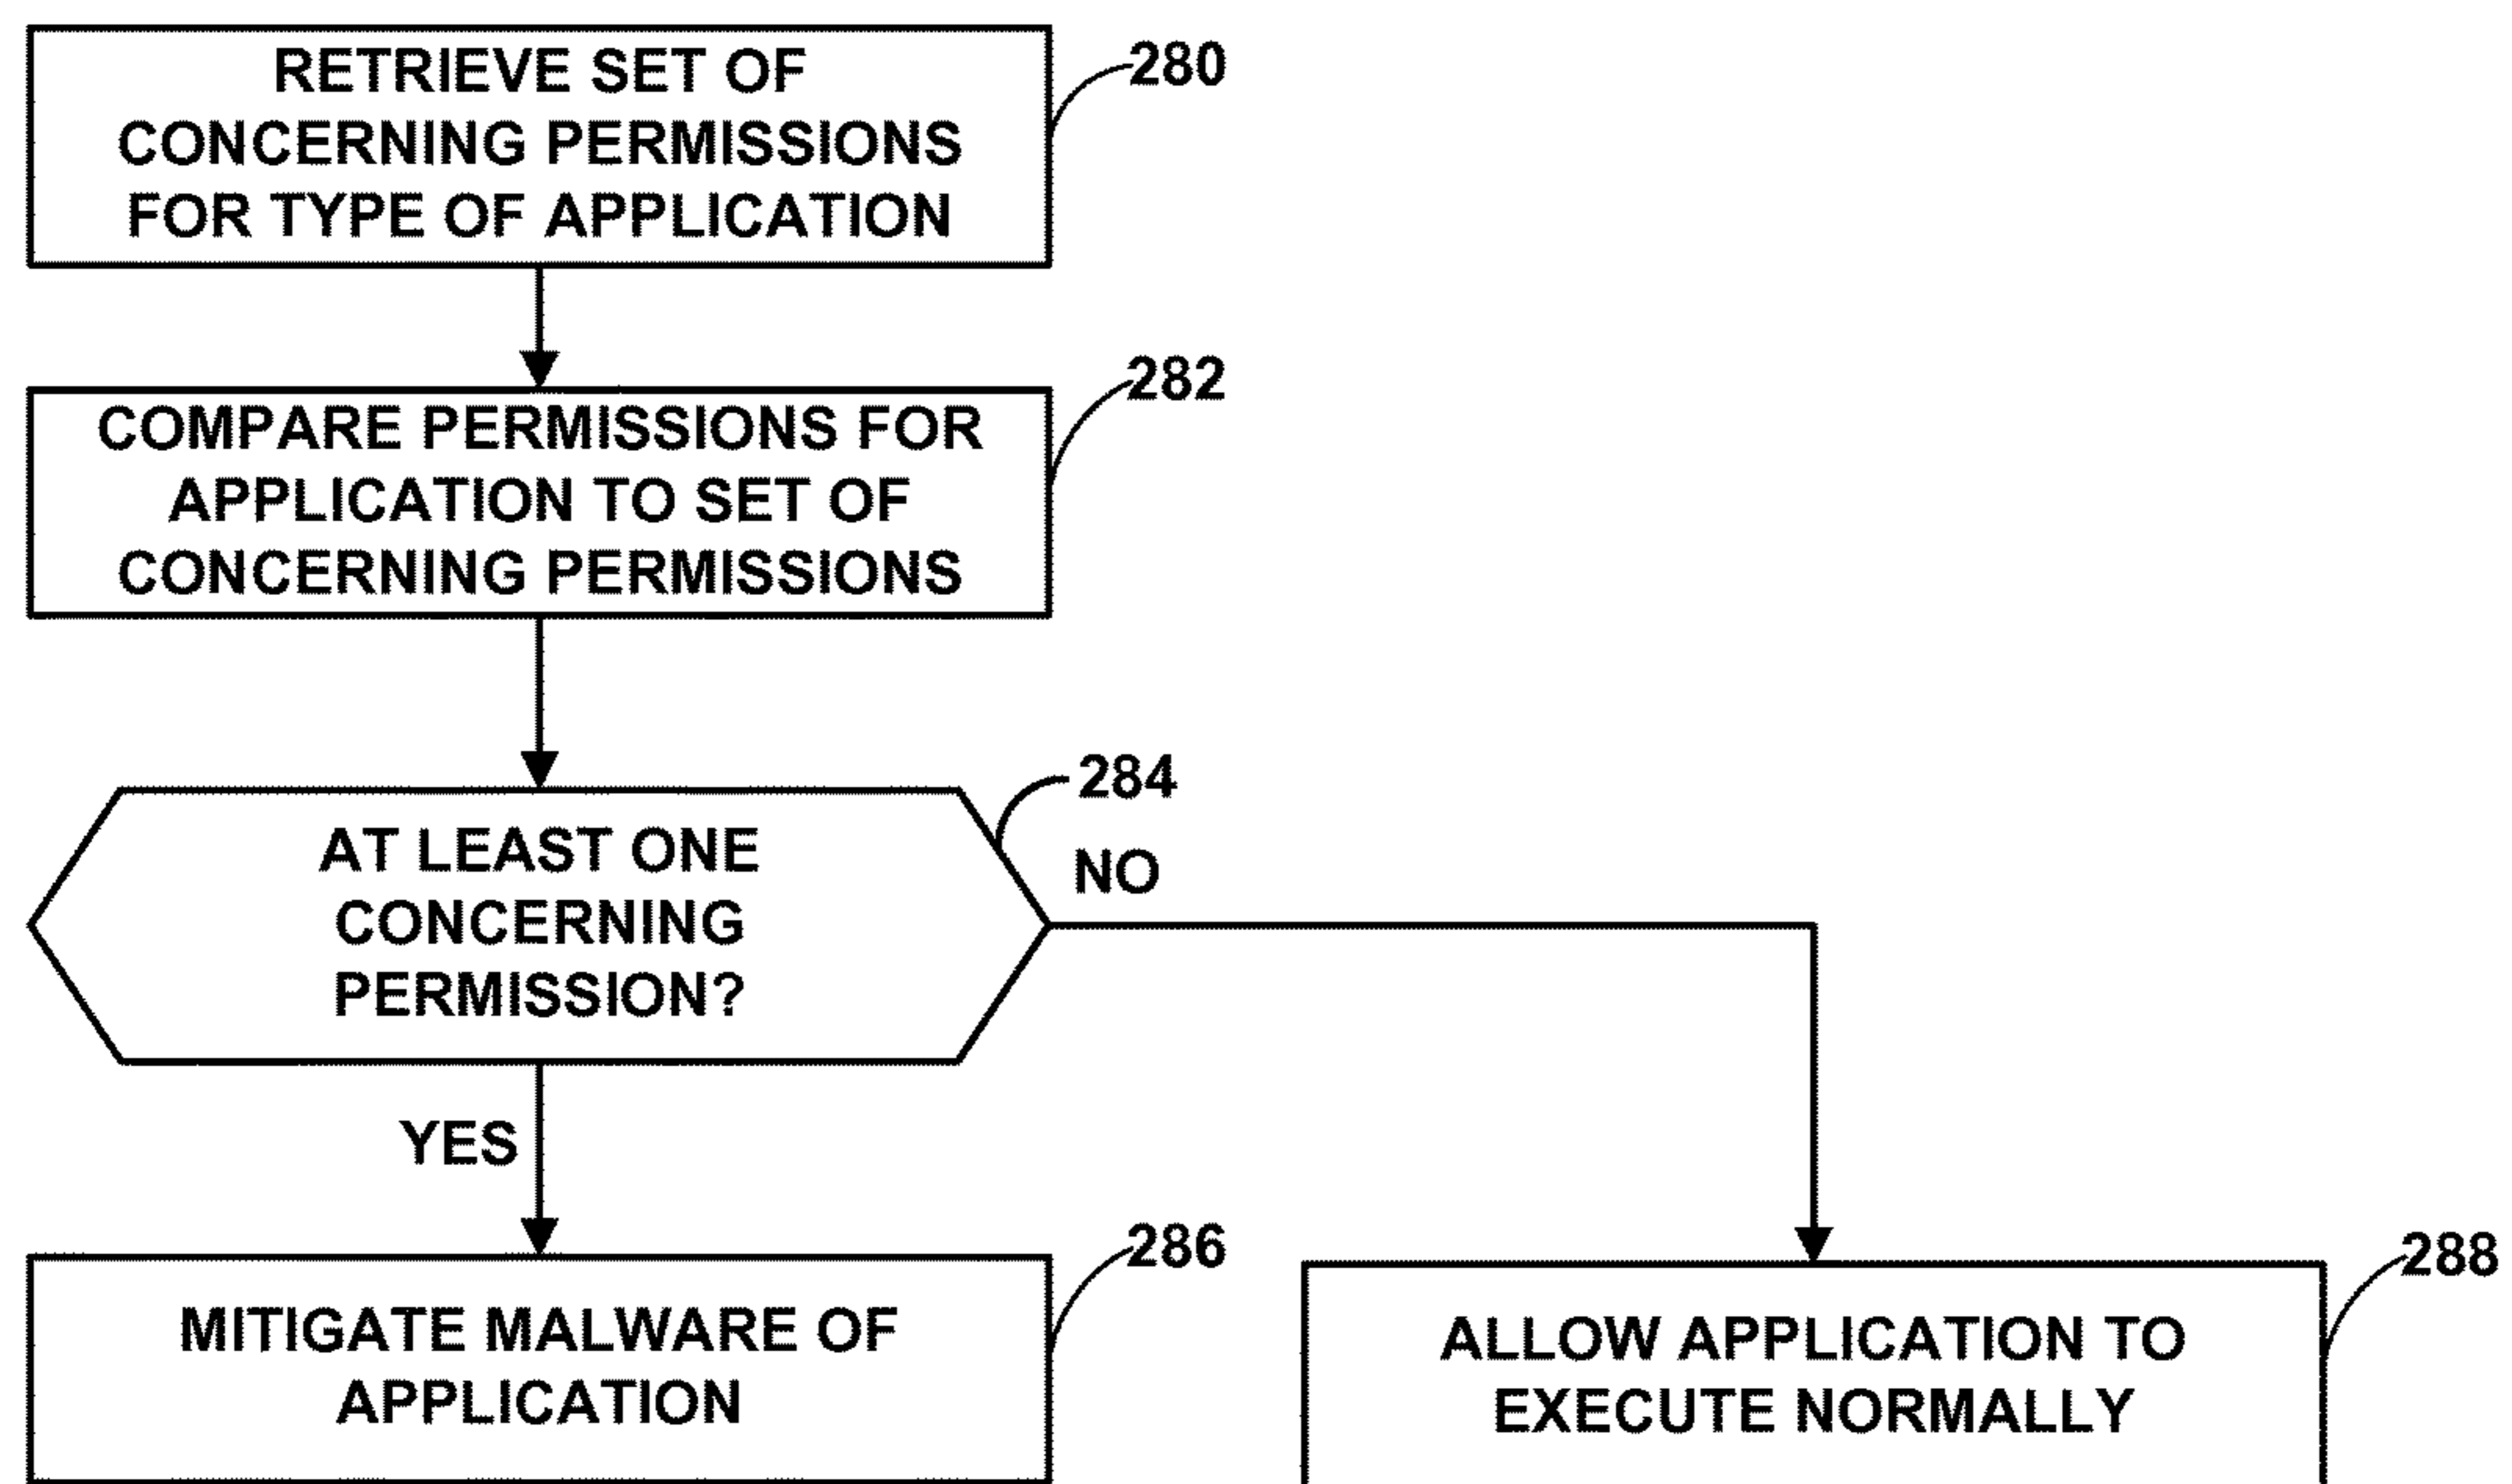 RETRIEVE SET OF
CONCERNING PERMISSIONS
FOR TYPE OF APPLICATION
280
COMPARE PERMISSIONS FOR
APPLICATION TO SET OF
CONCERNING PERMISSIONS
282
AT LEAST ONE
CONCERNING
PERMISSION?
284
NO
YES
MITIGATE MALWARE OF
APPLICATION
286
ALLOW APPLICATION TO
EXECUTE NORMALLY
288